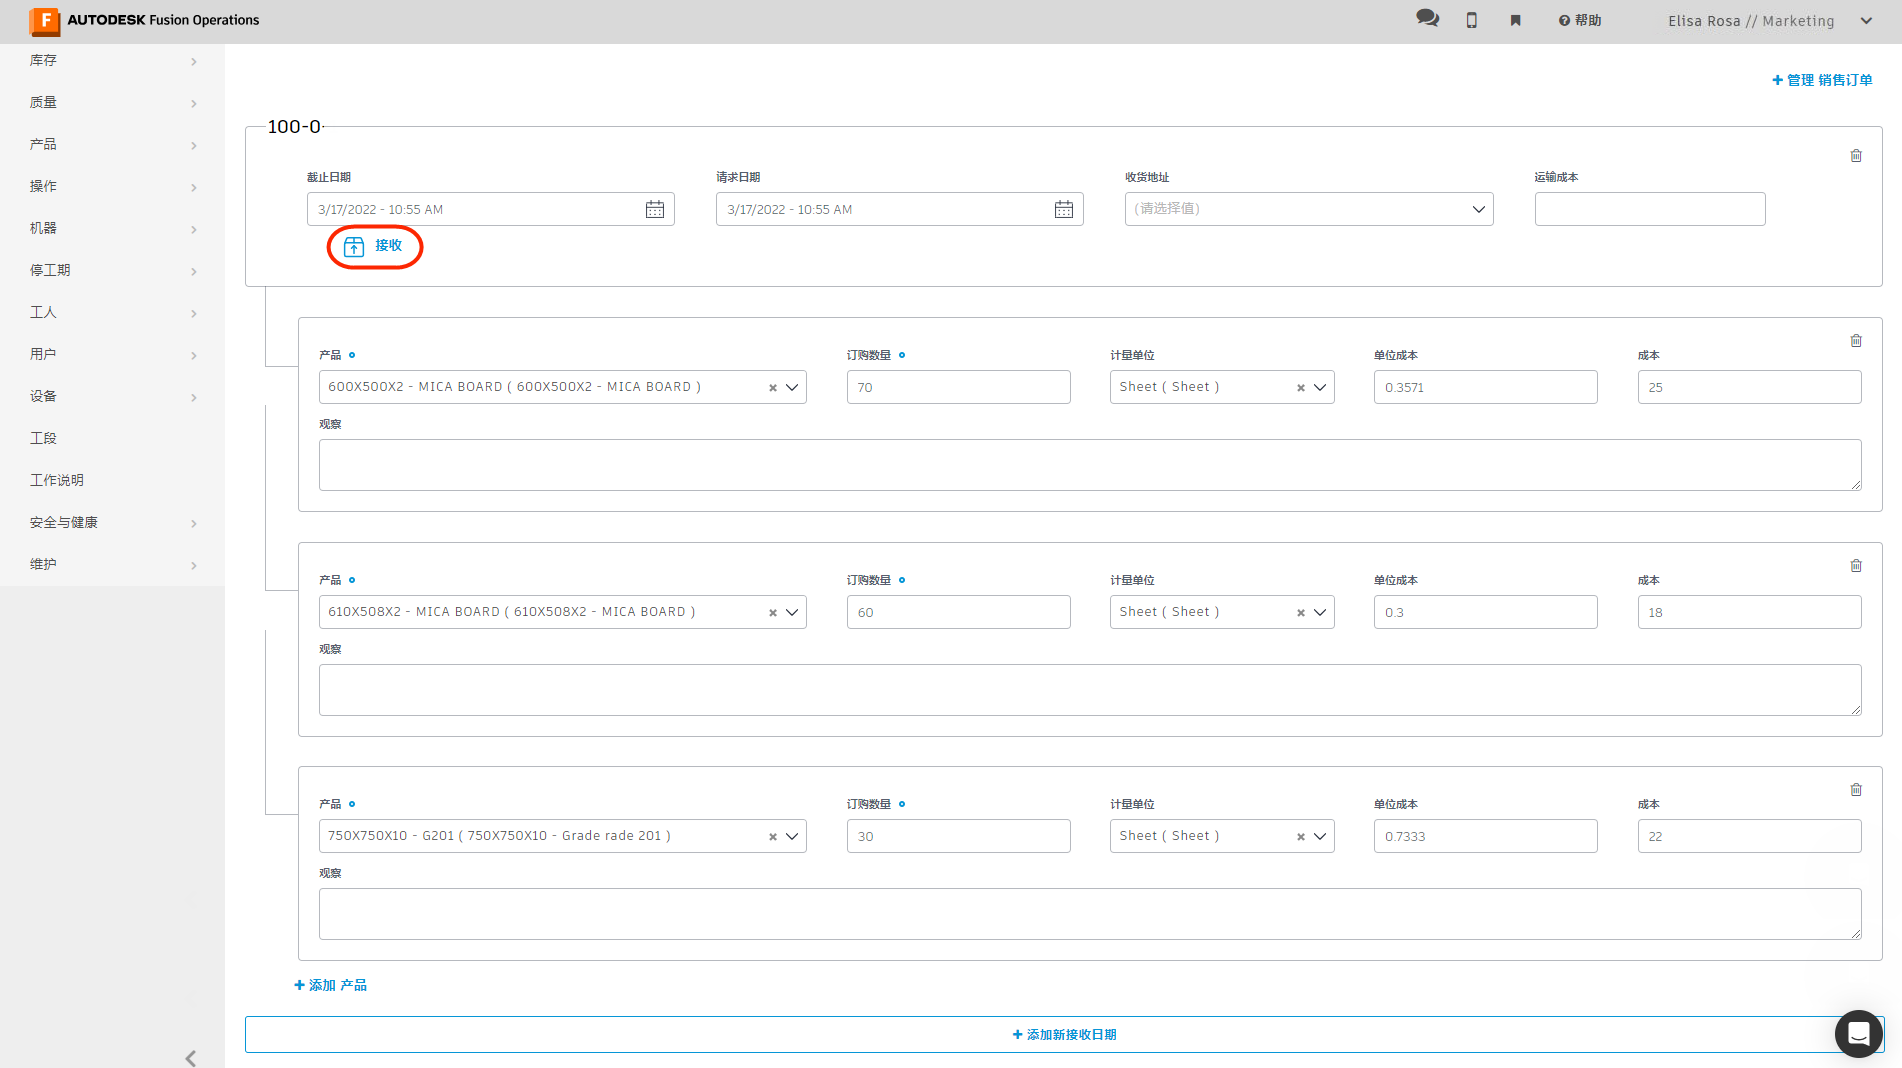 AUTODESK Fusion Operations
帮助
Elisa Rosa // Marketing
库存
质量
产品
操作
机器
停工期
工人
用户
设备
工段
工作说明
安全与健康
维护
+ 管理 销售订单
100-0
截止日期
请求日期
收货地址
运输成本
3/17/2022 - 10:55 AM
3/17/2022 - 10:55 AM
(请选择值)
接收
产品
订购数量
计量单位
单位成本
成本
600X500X2 - MICA BOARD ( 600X500X2 - MICA BOARD )
70
Sheet ( Sheet )
0.3571
25
观察
产品
订购数量
计量单位
单位成本
成本
610X508X2 - MICA BOARD ( 610X508X2 - MICA BOARD )
60
Sheet ( Sheet )
0.3
18
观察
产品
订购数量
计量单位
单位成本
成本
750X750X10 - G201 ( 750X750X10 - Grade rade 201 )
30
Sheet ( Sheet )
0.7333
22
观察
+ 添加 产品
+ 添加新接收日期